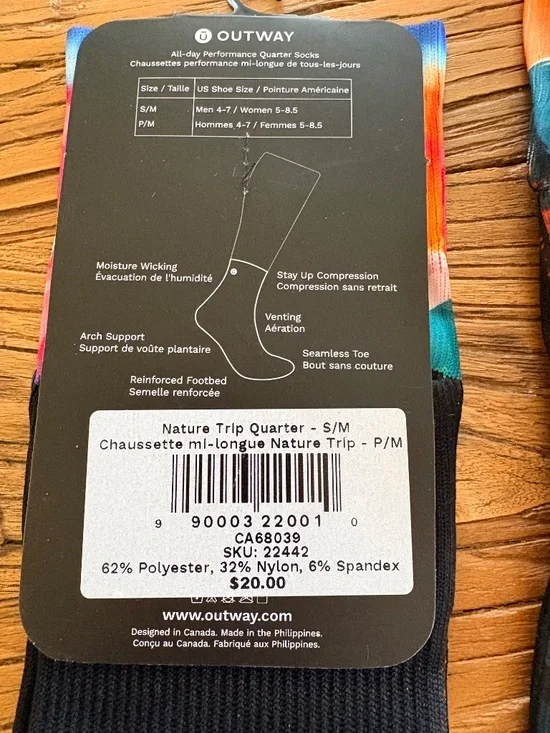 OUTWAY
All-day Performance Quarter Socks
Chaussettes performance mi-longue de tous-les-jours
Size / Taille US Shoe Size / Pointure Américaine
S/M Men 4-7 / Women 5-8.5
P/M Hommes 4-7 / Femmes 5-8.5
Moisture Wicking
Évacuation de l'humidité
Stay Up Compression
Compression sans retrait
Venting
Aération
Arch Support
Support de voûte plantaire
Seamless Toe
Bout sans couture
Reinforced Footbed
Semelle renforcée
Nature Trip Quarter - S/M
Chaussette mi-longue Nature Trip - P/M
9 90003 22001 0
CA68039
SKU: 22442
62% Polyester, 32% Nylon, 6% Spandex
$20.00
www.outway.com
Designed in Canada. Made in the Philippines.
Conçu au Canada. Fabriqué aux Philippines.